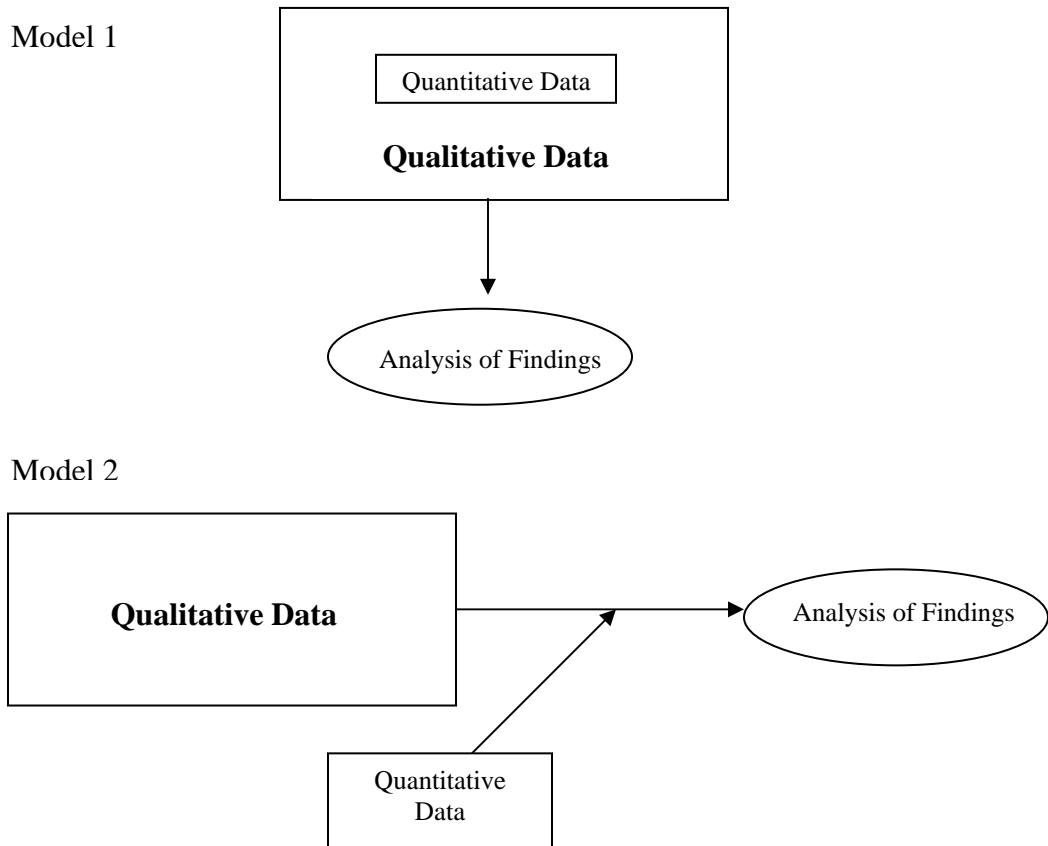 Model 1
Quantitative Data
Qualitative Data
Analysis of Findings
Model 2
Qualitative Data
Analysis of Findings
Quantitative
Data